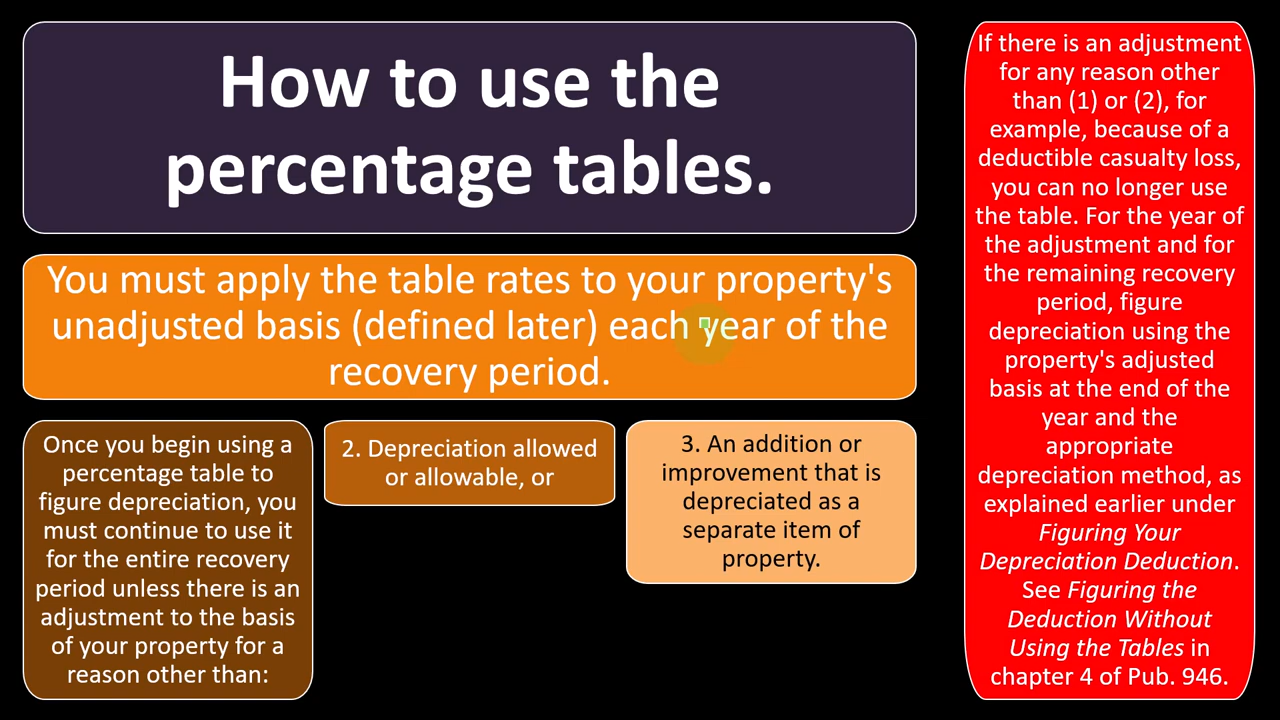 How to use the
percentage tables.
You must apply the table rates to your property's
unadjusted basis (defined later) each year of the
recovery period.
Once you begin using a
percentage table to
figure depreciation, you
must continue to use it
for the entire recovery
period unless there is an
adjustment to the basis
of your property for a
reason other than:
2. Depreciation allowed
or allowable, or
3. An addition or
improvement that is
depreciated as a
separate item of
property.
If there is an adjustment
for any reason other
than (1) or (2), for
example, because of a
deductible casualty loss,
you can no longer use
the table. For the year of
the adjustment and for
the remaining recovery
period, figure
depreciation using the
property's adjusted
basis at the end of the
year and the
appropriate
depreciation method, as
explained earlier under
Figuring Your
Depreciation Deduction.
See Figuring the
Deduction Without
Using the Tables in
chapter 4 of Pub. 946.